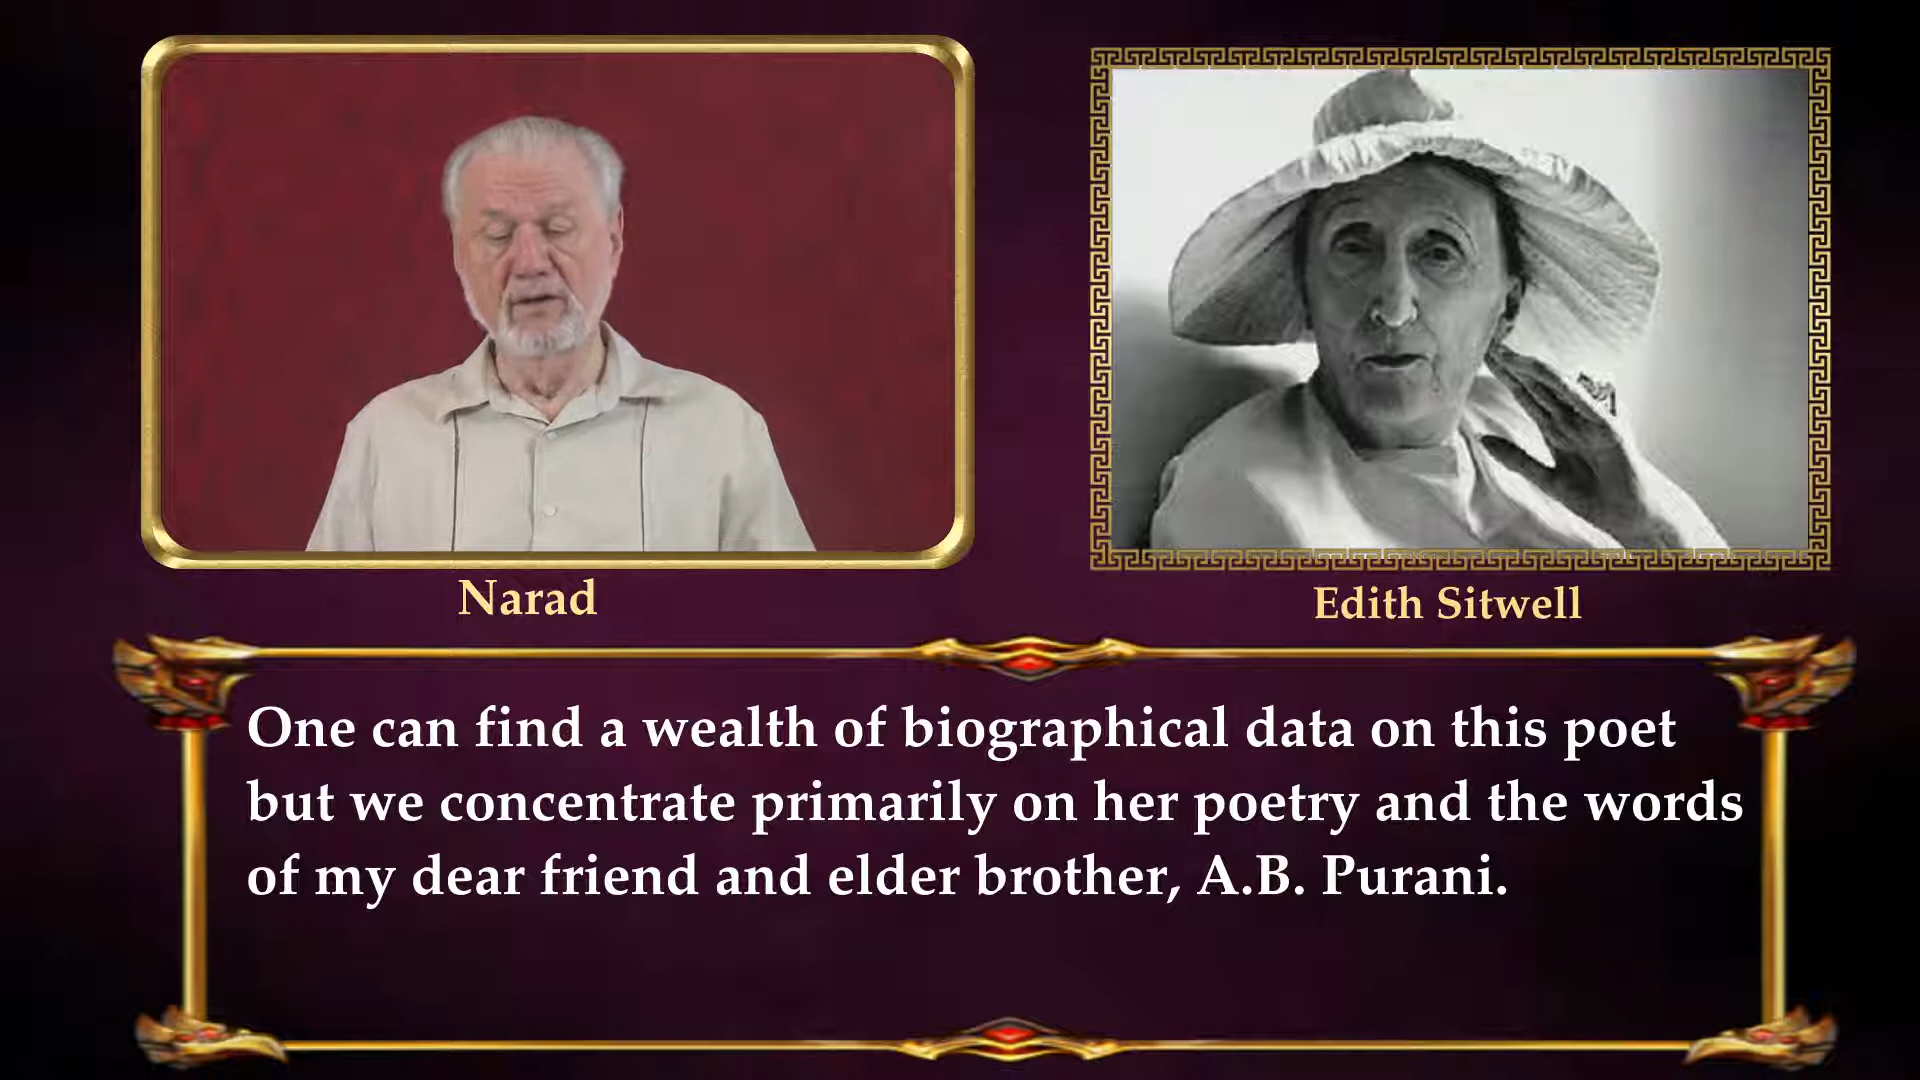 Narad
Edith Sitwell
One can find a wealth of biographical data on this poet
but we concentrate primarily on her poetry and the words
of my dear friend and elder brother, A.B. Purani.